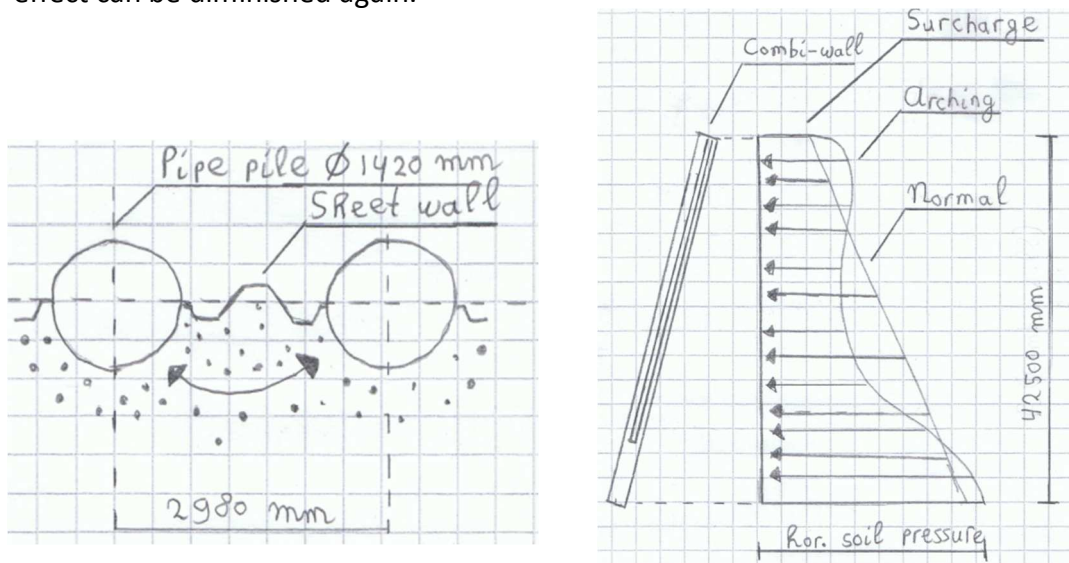 effect can be diminished again.
Pipe pile Ø1420 mm
Sheet wall
2980 mm
Combi-wall
Surcharge
Arching
Normal
42500 mm
hor. soil pressure